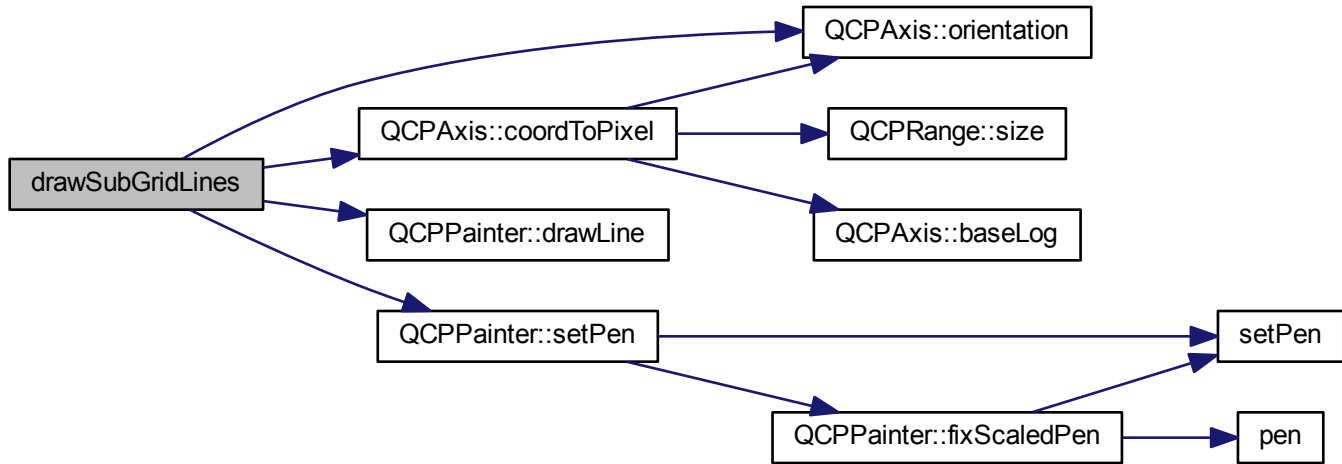 drawSubGridLines
QCPAxis::orientation
QCPAxis::coordToPixel
QCPRange::size
QCPPainter::drawLine
QCPAxis::baseLog
QCPPainter::setPen
setPen
QCPPainter::fixScaledPen
pen